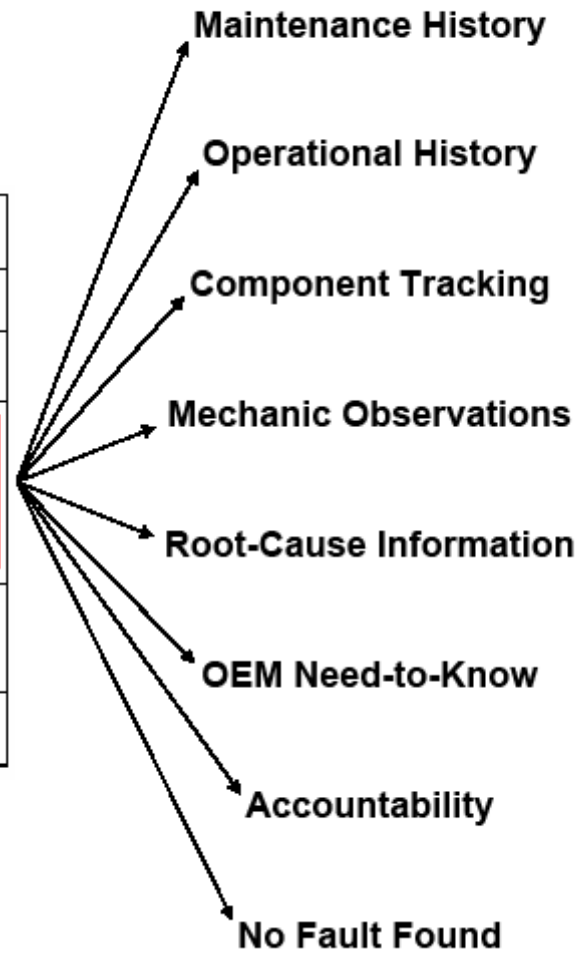 Maintenance History
Operational History
Component Tracking
Mechanic Observations
Root-Cause Information
OEM Need-to-Know
Accountability
No Fault Found